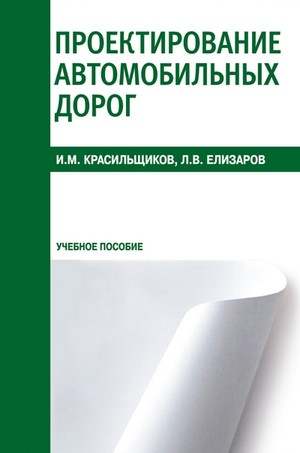 ПРОЕКТИРОВАНИЕ
АВТОМОБИЛЬНЫХ
ДОРОГ
И.М. КРАСИЛЬЩИКОВ, Л.В. ЕЛИЗАРОВ
УЧЕБНОЕ ПОСОБИЕ